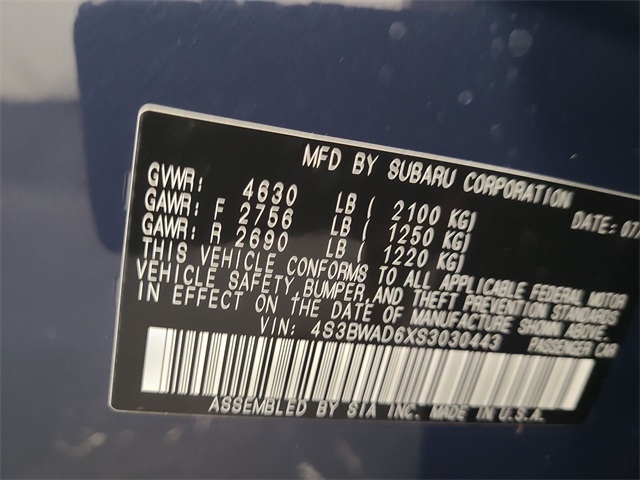 MFD BY SUBARU CORPORATION
GVWR: 4630 LB ( 2100 KG)
DATE: 07
GAWR: F 2756 LB ( 1250 KG)
GAWR: R 2690 LB ( 1220 KG)
THIS VEHICLE CONFORMS TO ALL APPLICABLE FEDERAL MOTOR
VEHICLE SAFETY, BUMPER, AND THEFT PREVENTION STANDARDS
IN EFFECT ON THE DATE OF MANUFACTURE SHOWN ABOVE.
VIN: 4S3BWAD6XS3030443
PASSENGER CAR
ASSEMBLED BY SIA INC. MADE IN U.S.A.